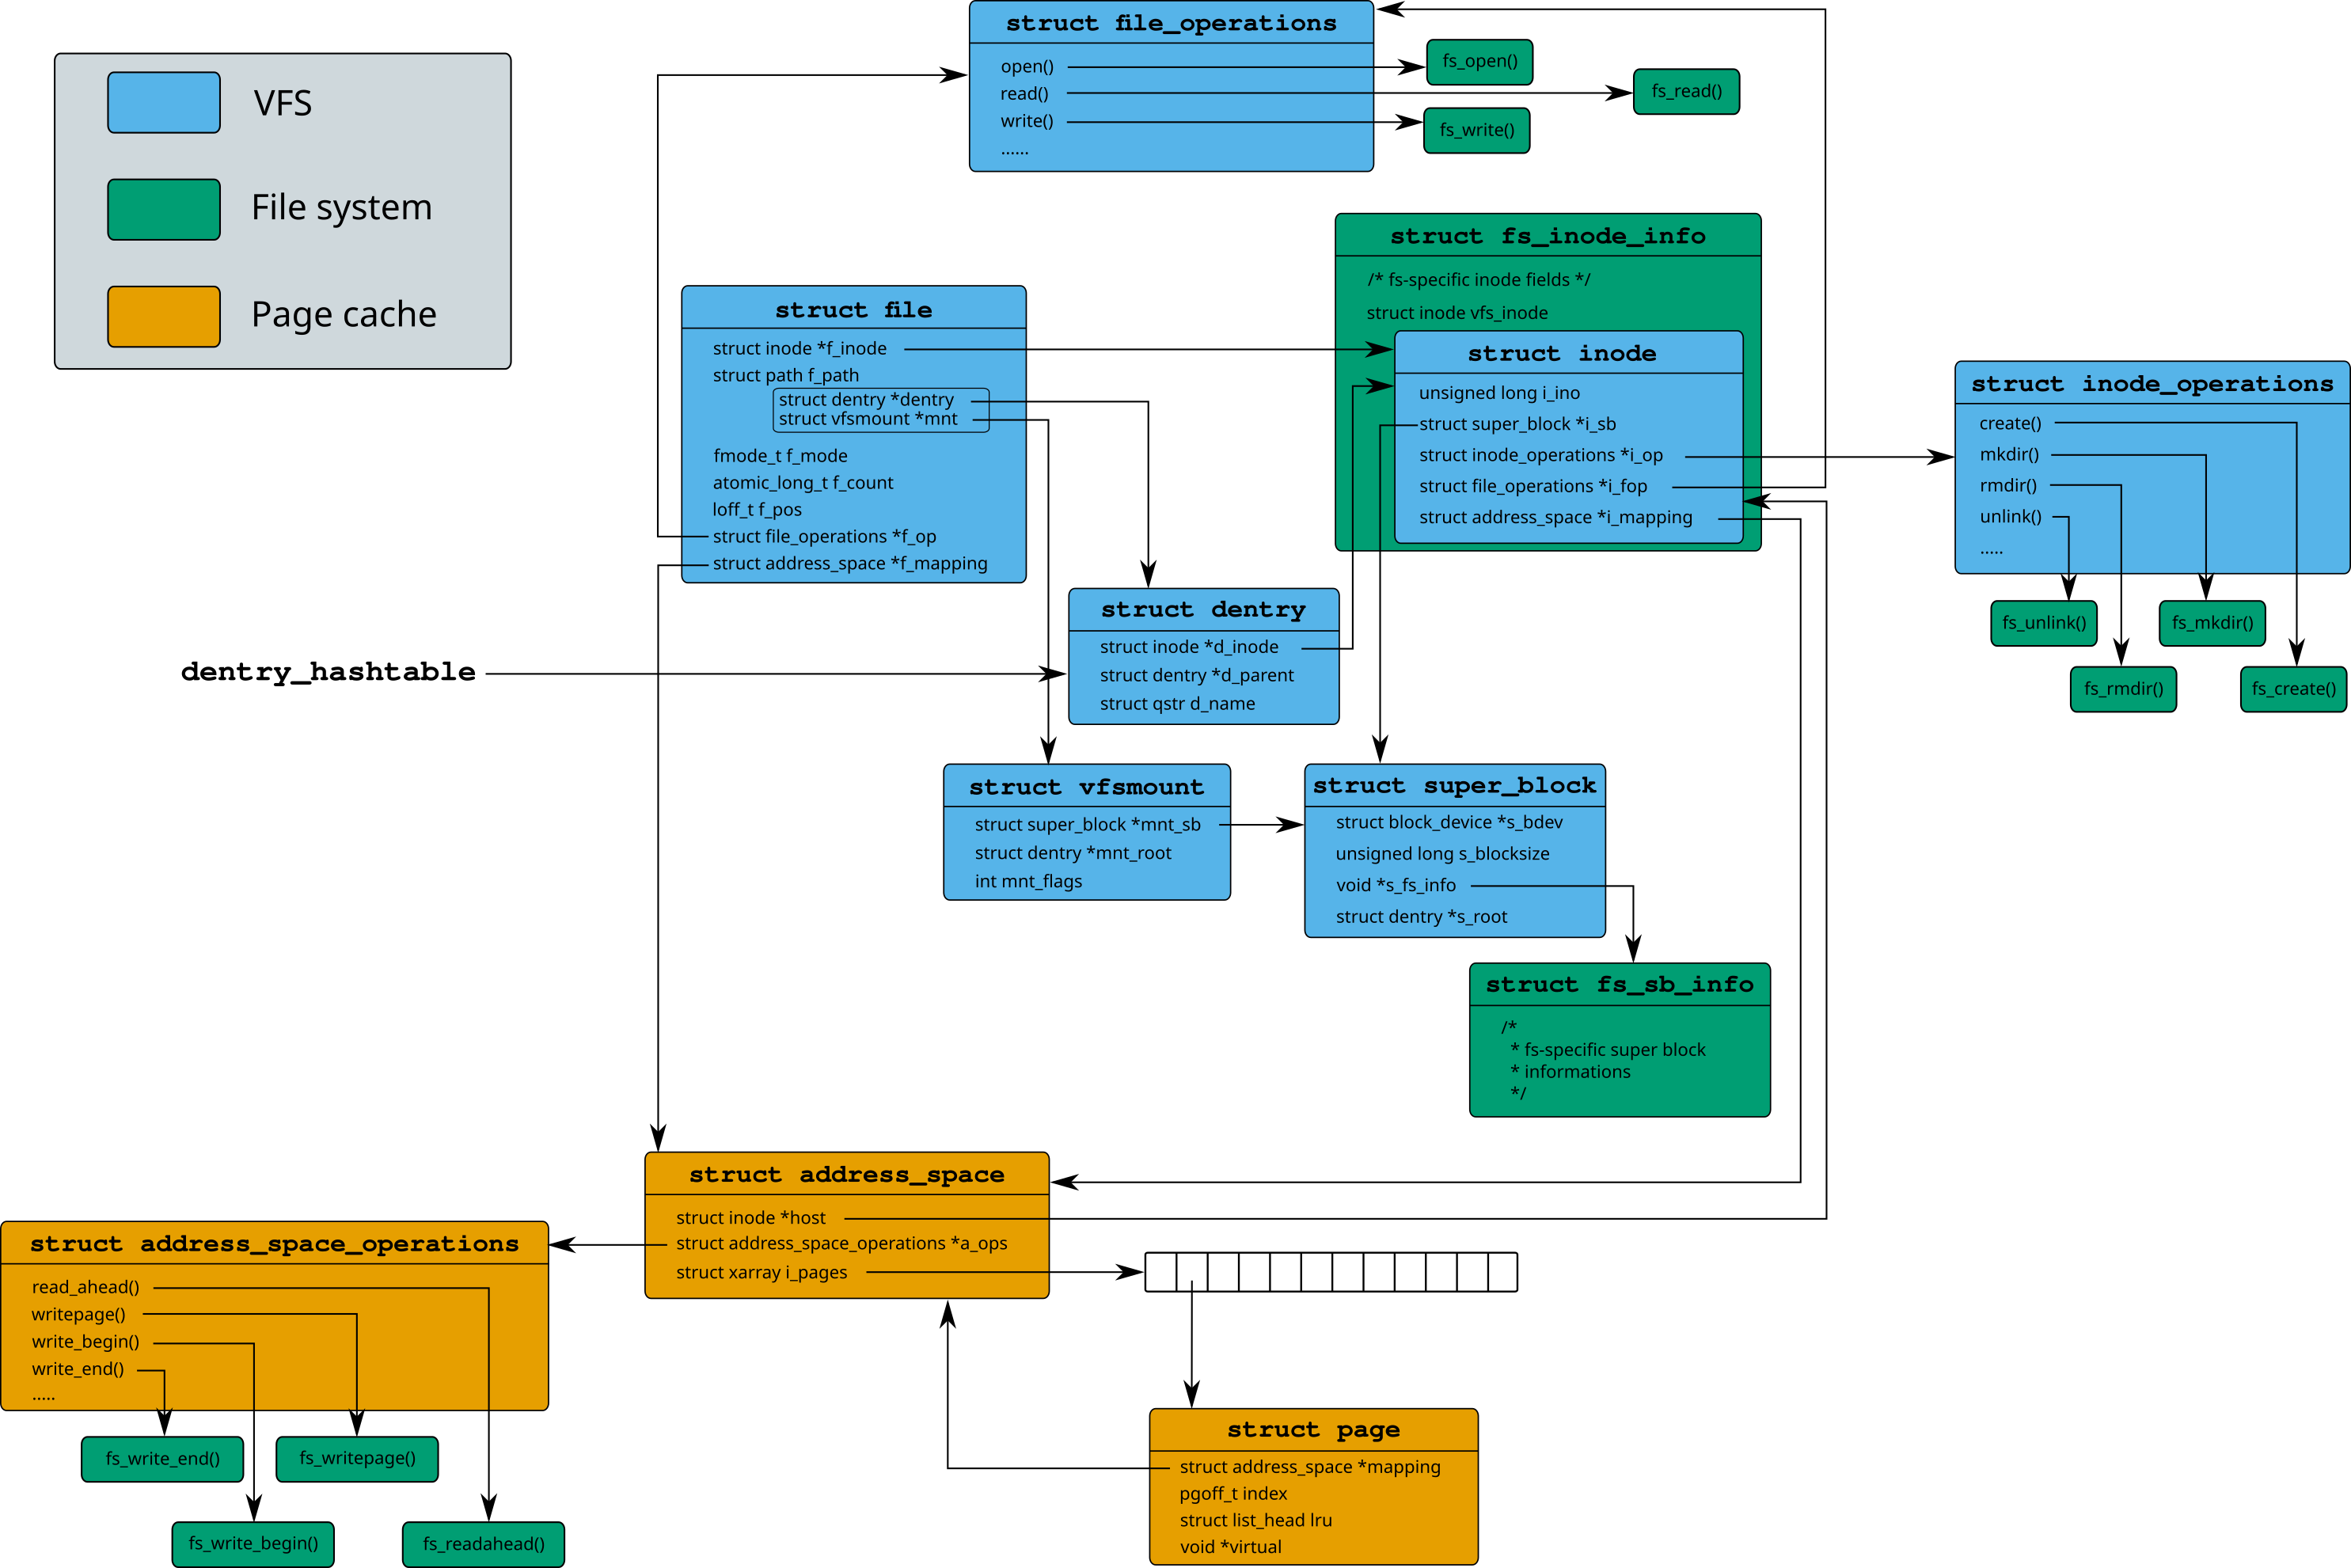 VFS
File system
Page cache
struct file_operations
open()
read()
write()
......
fs_open()
fs_read()
fs_write()
struct fs_inode_info
/* fs-specific inode fields */
struct inode vfs_inode
struct inode
unsigned long i_ino
struct super_block *i_sb
struct inode_operations *i_op
struct file_operations *i_fop
struct address_space *i_mapping
struct file
struct inode *f_inode
struct path f_path
struct dentry *dentry
struct vfsmount *mnt
fmode_t f_mode
atomic_long_t f_count
loff_t f_pos
struct file_operations *f_op
struct address_space *f_mapping
struct inode_operations
create()
mkdir()
rmdir()
unlink()
.....
fs_unlink()
fs_mkdir()
fs_rmdir()
fs_create()
dentry_hashtable
struct dentry
struct inode *d_inode
struct dentry *d_parent
struct qstr d_name
struct vfsmount
struct super_block *mnt_sb
struct dentry *mnt_root
int mnt_flags
struct super_block
struct block_device *s_bdev
unsigned long s_blocksize
void *s_fs_info
struct dentry *s_root
struct fs_sb_info
/*
* fs-specific super block
* informations
*/
struct address_space
struct inode *host
struct address_space_operations *a_ops
struct xarray i_pages
struct address_space_operations
read_ahead()
writepage()
write_begin()
write_end()
.....
fs_write_end()
fs_writepage()
fs_write_begin()
fs_readahead()
struct page
struct address_space *mapping
pgoff_t index
struct list_head lru
void *virtual